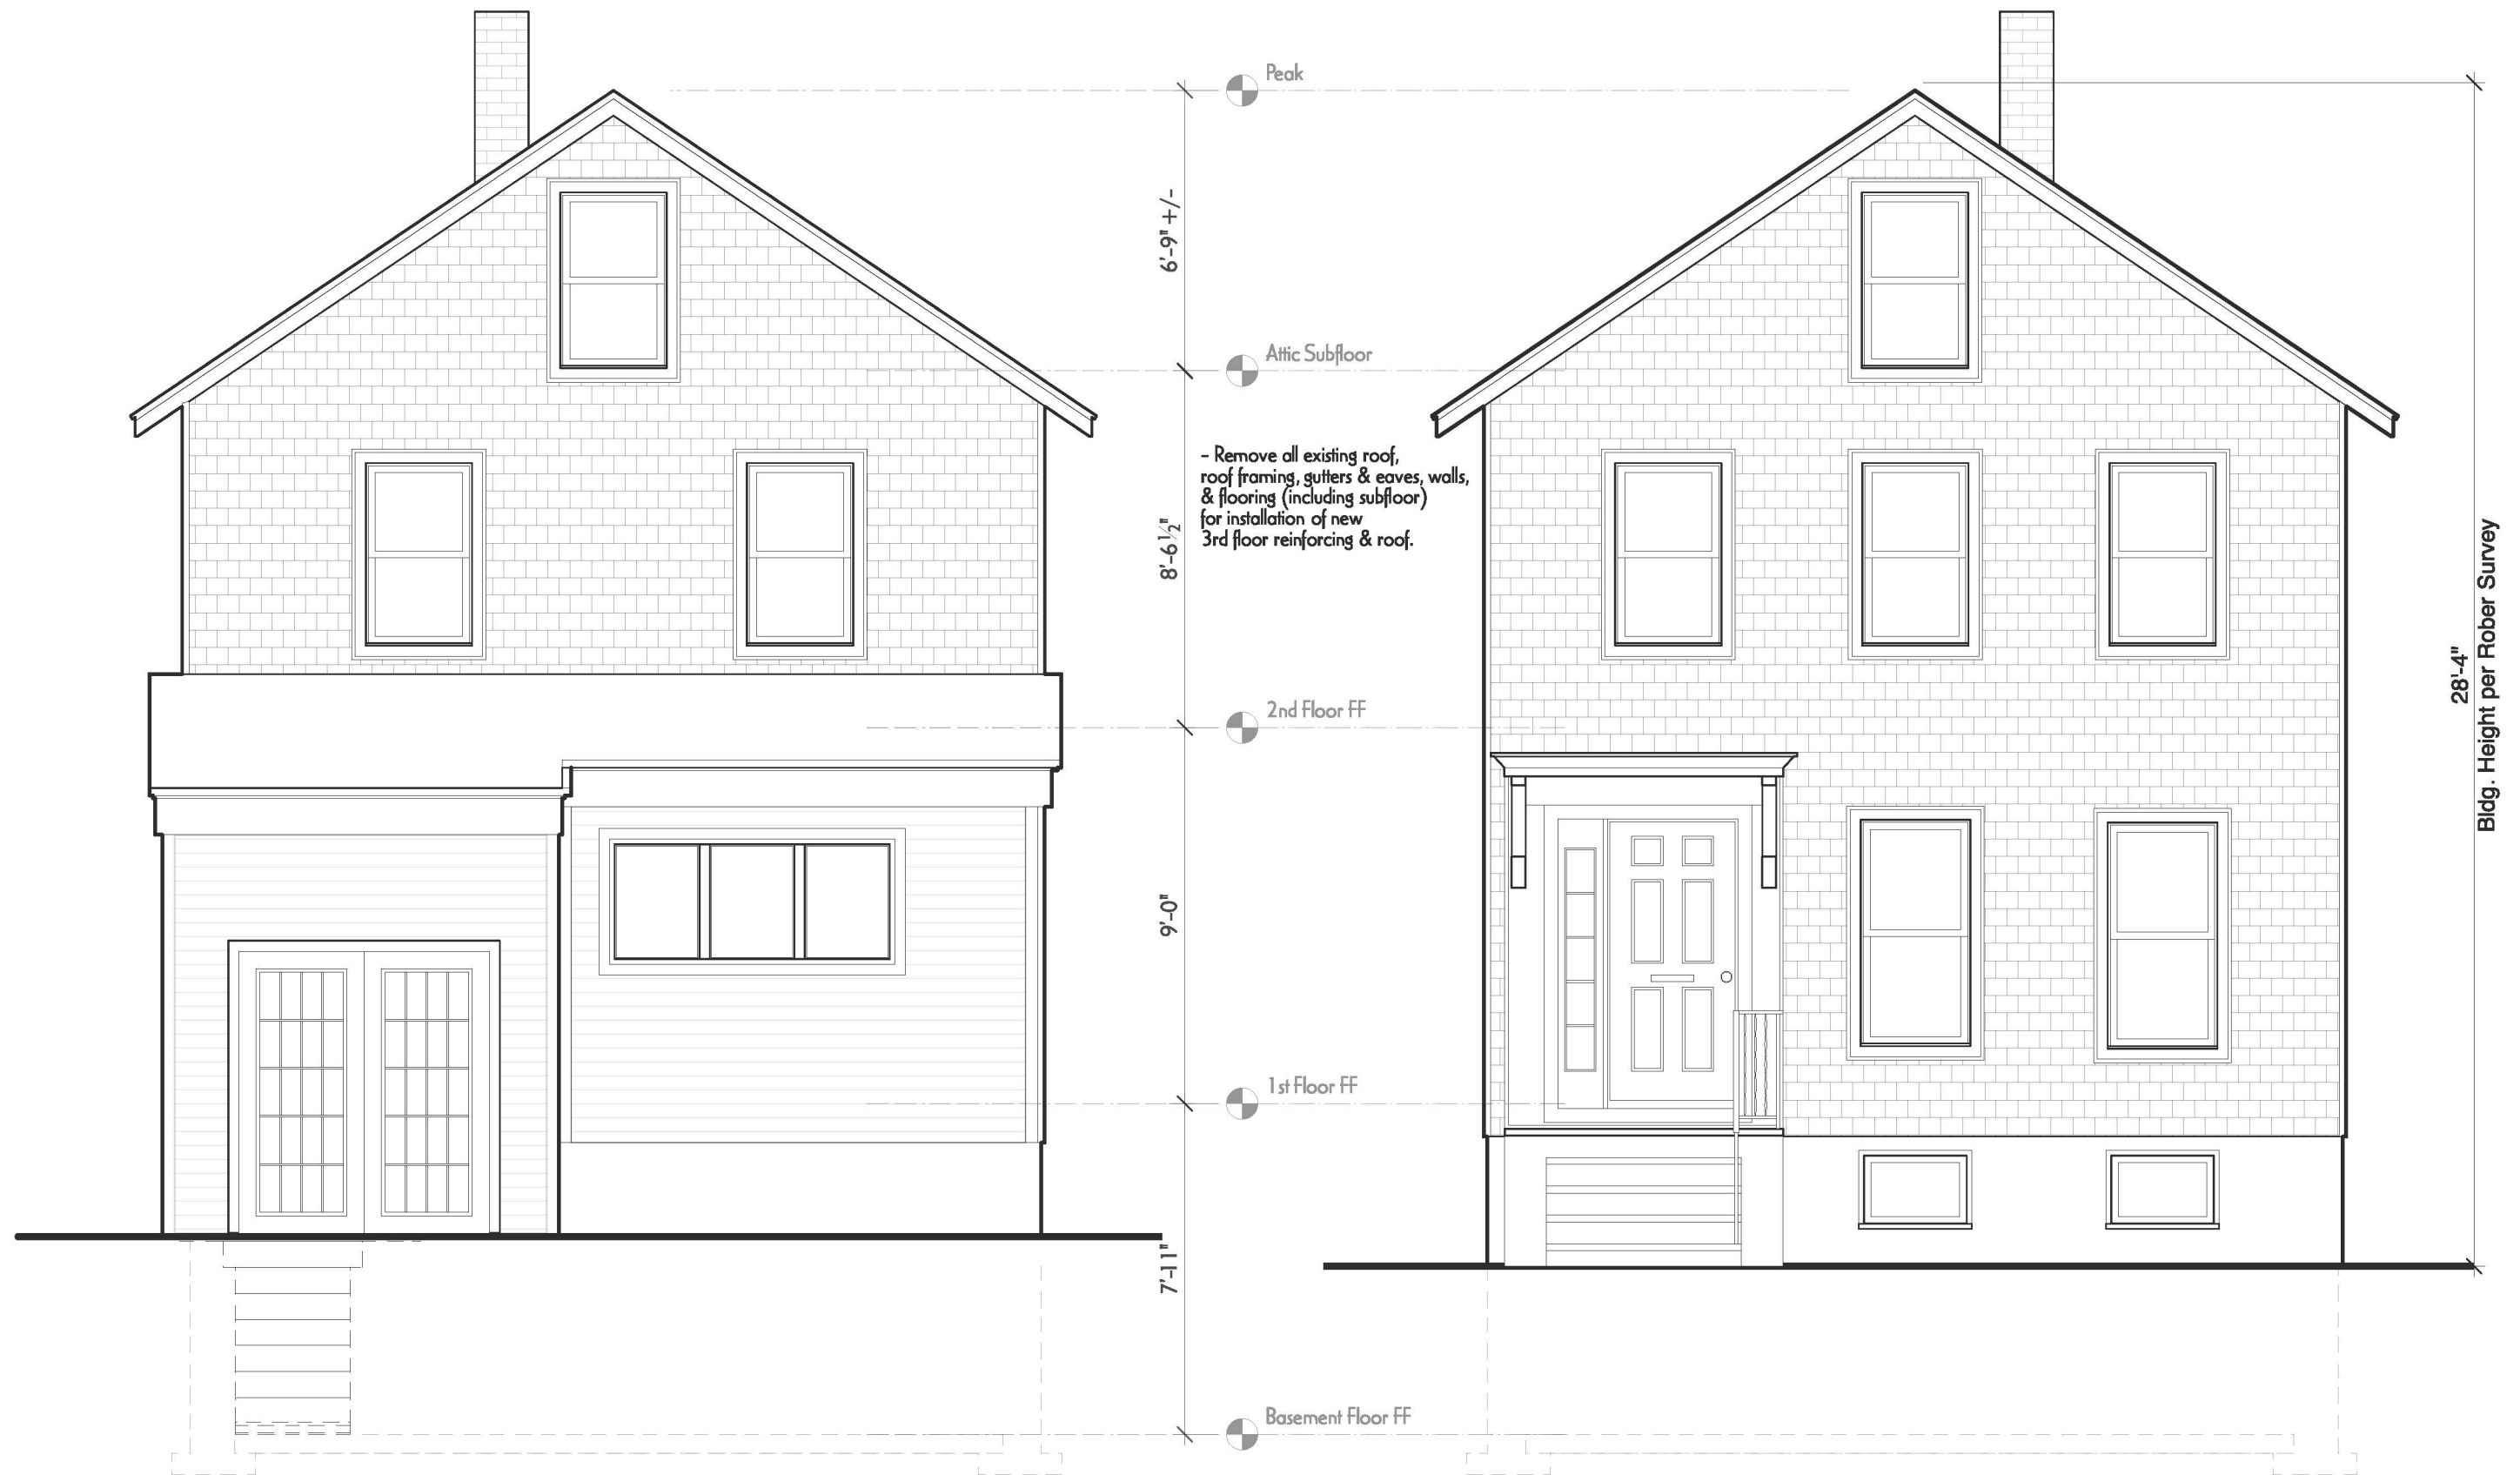 Peak
6'-9" +/-
Attic Subfloor
- Remove all existing roof,
roof framing, gutters & eaves, walls,
& flooring (including subfloor)
for installation of new
3rd floor reinforcing & roof.
8'-6 1/2"
28'-4"
Bldg. Height per Rober Survey
2nd Floor FF
9'-0"
1st Floor FF
7'-11"
Basement Floor FF